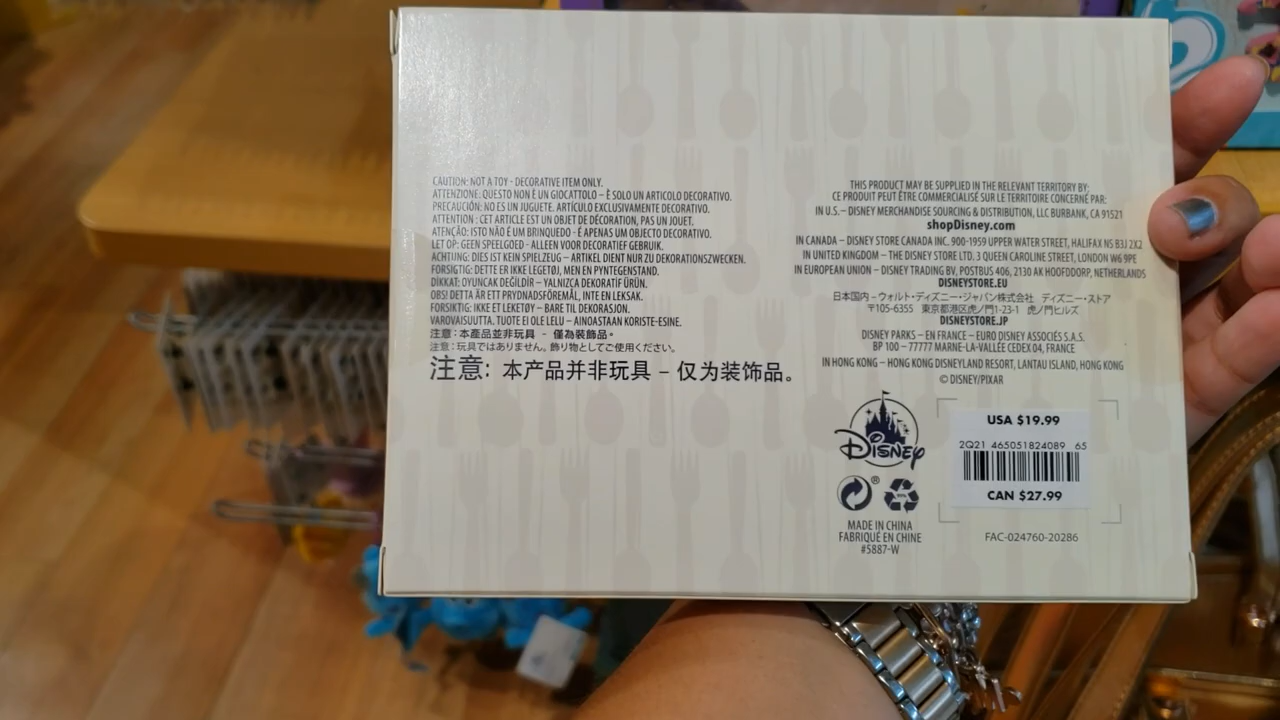 CAUTION: NOT A TOY - DECORATIVE ITEM ONLY.
ATTENZIONE: QUESTO NON È UN GIOCATTOLO – È SOLO UN ARTICOLO DECORATIVO.
PRECAUCIÓN: NO ES UN JUGUETE. ARTÍCULO EXCLUSIVAMENTE DECORATIVO.
ATTENTION : CET ARTICLE EST UN OBJET DE DÉCORATION, PAS UN JOUET.
ATENÇÃO: ISTO NÃO É UM BRINQUEDO - É APENAS UM OBJECTO DECORATIVO.
LET OP: GEEN SPEELGOED - ALLEEN VOOR DECORATIEF GEBRUIK.
ACHTUNG: DIES IST KEIN SPIELZEUG – ARTIKEL DIENT NUR ZU DEKORATIONSZWECKEN.
FORSIGTIG: DETTE ER IKKE LEGETØJ, MEN EN PYNTEGENSTAND.
DİKKAT: OYUNCAK DEĞİLDİR – YALNIZCA DEKORATİF ÜRÜN.
OBS! DETTA ÄR ETT PRYDNADSFÖREMÅL, INTE EN LEKSAK.
FORSIKTIG: IKKE ET LEKETØY – BARE TIL DEKORASJON.
VAROVAISUUTTA. TUOTE EI OLE LELU – AINOASTAAN KORISTE-ESINE.
注意：本產品並非玩具 – 僅為裝飾品。
注意：玩具ではありません。飾り物としてご使用ください。
注意: 本产品并非玩具 – 仅为装饰品。
THIS PRODUCT MAY BE SUPPLIED IN THE RELEVANT TERRITORY BY:
CE PRODUIT PEUT ÊTRE COMMERCIALISÉ SUR LE TERRITOIRE CONCERNÉ PAR:
IN U.S. – DISNEY MERCHANDISE SOURCING & DISTRIBUTION, LLC BURBANK, CA 91521
shopDisney.com
IN CANADA – DISNEY STORE CANADA INC. 900-1959 UPPER WATER STREET, HALIFAX NS B3J 2X2
IN UNITED KINGDOM – THE DISNEY STORE LTD. 3 QUEEN CAROLINE STREET, LONDON W6 9PE
IN EUROPEAN UNION – DISNEY TRADING BV, POSTBUS 406, 2130 AK HOOFDDORP, NETHERLANDS
DISNEYSTORE.EU
日本国内 – ウォルト・ディズニー・ジャパン株式会社 ディズニー・ストア
〒105-6355 東京都港区虎ノ門1-23-1 虎ノ門ヒルズ
DISNEYSTORE.JP
DISNEY PARKS – EN FRANCE – EURO DISNEY ASSOCIÉS S.A.S.
BP 100 – 77777 MARNE-LA-VALLÉE CEDEX 04, FRANCE
IN HONG KONG – HONG KONG DISNEYLAND RESORT, LANTAU ISLAND, HONG KONG
© DISNEY/PIXAR
DISNEY
USA $19.99
2Q21 465051824089 65
CAN $27.99
MADE IN CHINA
FABRIQUÉ EN CHINE
#5887-W
FAC-024760-20286